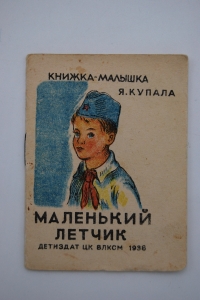 КНИЖКА-МАЛЫШКА
Я. КУПАЛА
МАЛЕНЬКИЙ
ЛЕТЧИК
ДЕТИЗДАТ ЦК ВЛКСМ 1936